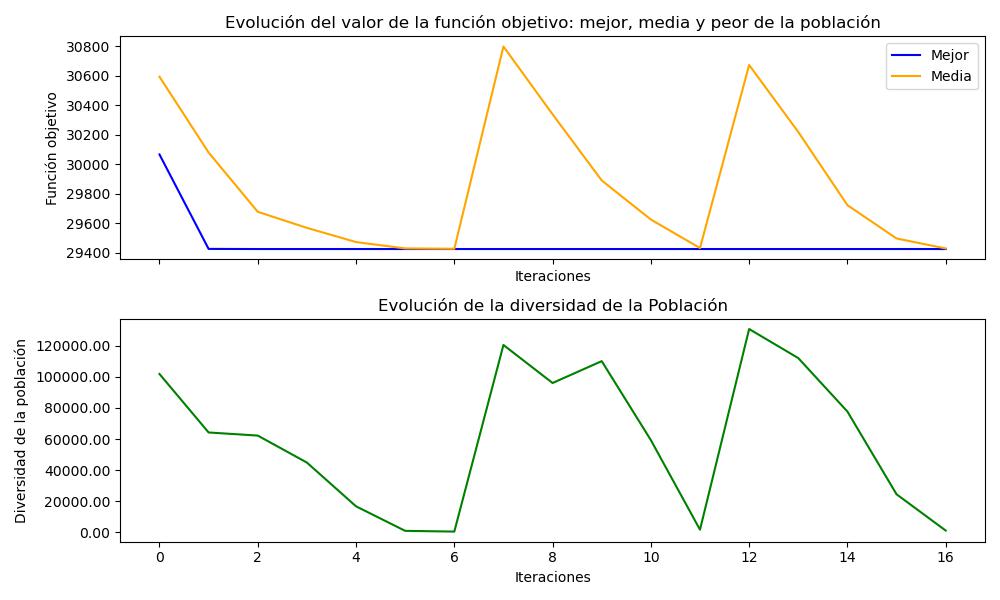 Evolución del valor de la función objetivo: mejor, media y peor de la población
30800
30600
30400
30200
30000
29800
29600
29400
Función objetivo
Mejor
Media
Iteraciones
Evolución de la diversidad de la Población
120000.00
100000.00
80000.00
60000.00
40000.00
20000.00
0.00
Diversidad de la población
0 2 4 6 8 10 12 14 16
Iteraciones